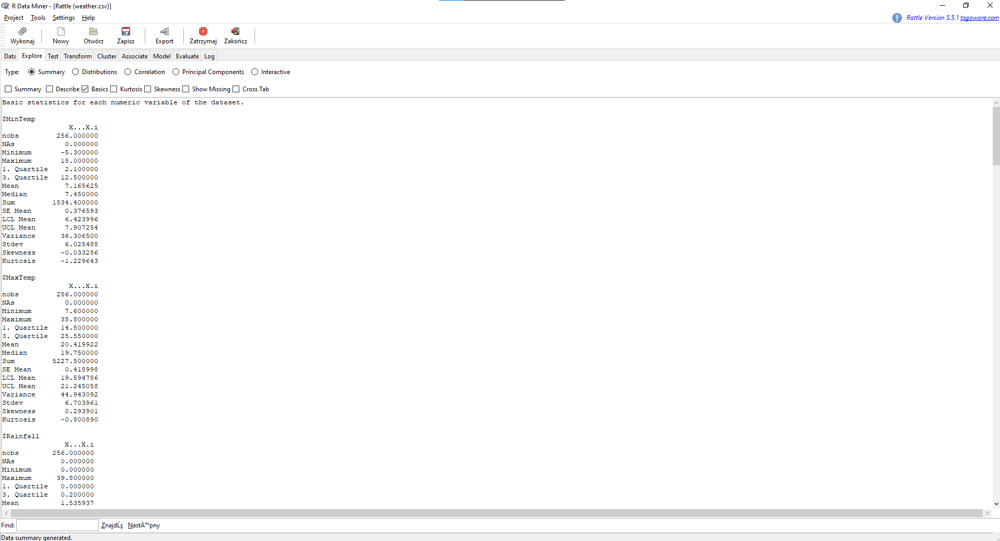 R Data Miner - [Rattle (weather.csv)]
Project Tools Settings Help
Rattle Version 5.5.1 togaware.com
Wykonaj Nowy Otwórz Zapisz Export Zatrzymaj Zakończ
Data Explore Test Transform Cluster Associate Model Evaluate Log
Type: Summary Distributions Correlation Principal Components Interactive
Summary Describe Basics Kurtosis Skewness Show Missing Cross Tab
Basic statistics for each numeric variable of the dataset.
$MinTemp
X...X.i
nobs 256.000000
NAs 0.000000
Minimum -5.300000
Maximum 18.000000
1. Quartile 2.100000
3. Quartile 12.500000
Mean 7.165625
Median 7.450000
Sum 1834.400000
SE Mean 0.376593
LCL Mean 6.423996
UCL Mean 7.907254
Variance 36.306500
Stdev 6.025488
Skewness -0.033286
Kurtosis -1.229643
$MaxTemp
X...X.i
nobs 256.000000
NAs 0.000000
Minimum 7.600000
Maximum 35.800000
1. Quartile 14.800000
3. Quartile 25.550000
Mean 20.419922
Median 19.750000
Sum 5227.500000
SE Mean 0.418998
LCL Mean 19.594786
UCL Mean 21.245058
Variance 44.943092
Stdev 6.703961
Skewness 0.293901
Kurtosis -0.800890
$Rainfall
X...X.i
nobs 256.000000
NAs 0.000000
Minimum 0.000000
Maximum 39.800000
1. Quartile 0.000000
3. Quartile 0.200000
Mean 1.535937
Find: ZnajdĹş NastÄ™pny
Data summary generated.